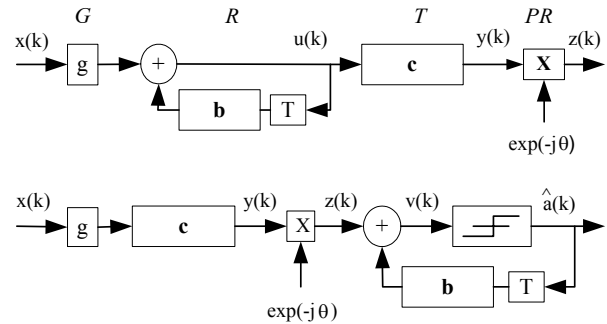 G R T PR
x(k) g + u(k) c y(k) X z(k)
b T
exp(-jθ)
x(k) g c y(k) X z(k) + v(k) â(k)
b T
exp(-jθ)